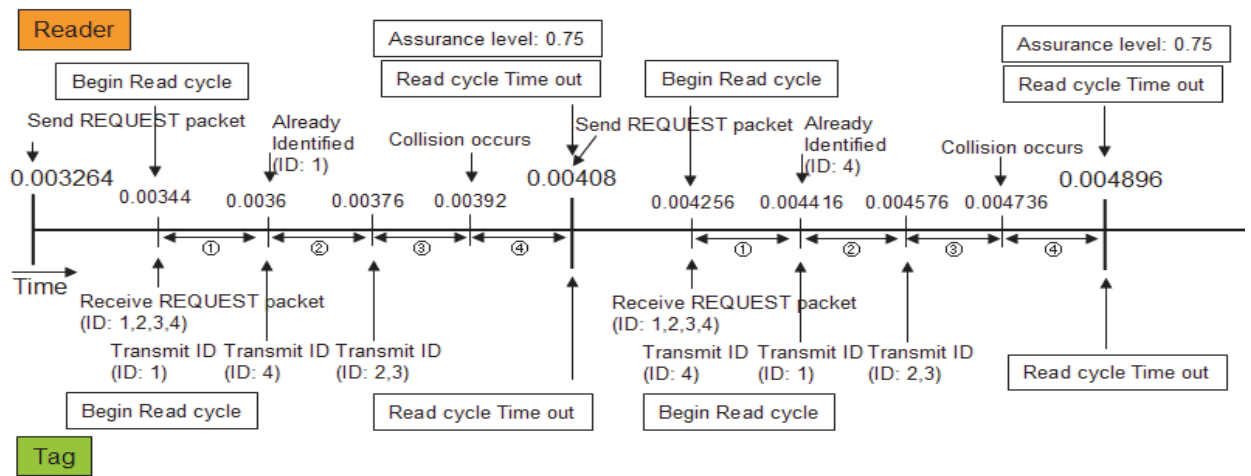 Reader
Assurance level: 0.75
Assurance level: 0.75
Begin Read cycle
Read cycle Time out
Begin Read cycle
Read cycle Time out
Send REQUEST packet
Already
Identified
(ID: 1)
Collision occurs
Send REQUEST packet
Already
Identified
(ID: 4)
Collision occurs
0.003264
0.00344
0.0036
0.00376
0.00392
0.00408
0.004256
0.004416
0.004576
0.004736
0.004896
① ② ③ ④ ① ② ③ ④
Time
Receive REQUEST packet
(ID: 1,2,3,4)
Receive REQUEST packet
(ID: 1,2,3,4)
Transmit ID
(ID: 1)
Transmit ID
(ID: 4)
Transmit ID
(ID: 2,3)
Transmit ID
(ID: 4)
Transmit ID
(ID: 1)
Transmit ID
(ID: 2,3)
Begin Read cycle
Read cycle Time out
Begin Read cycle
Read cycle Time out
Tag